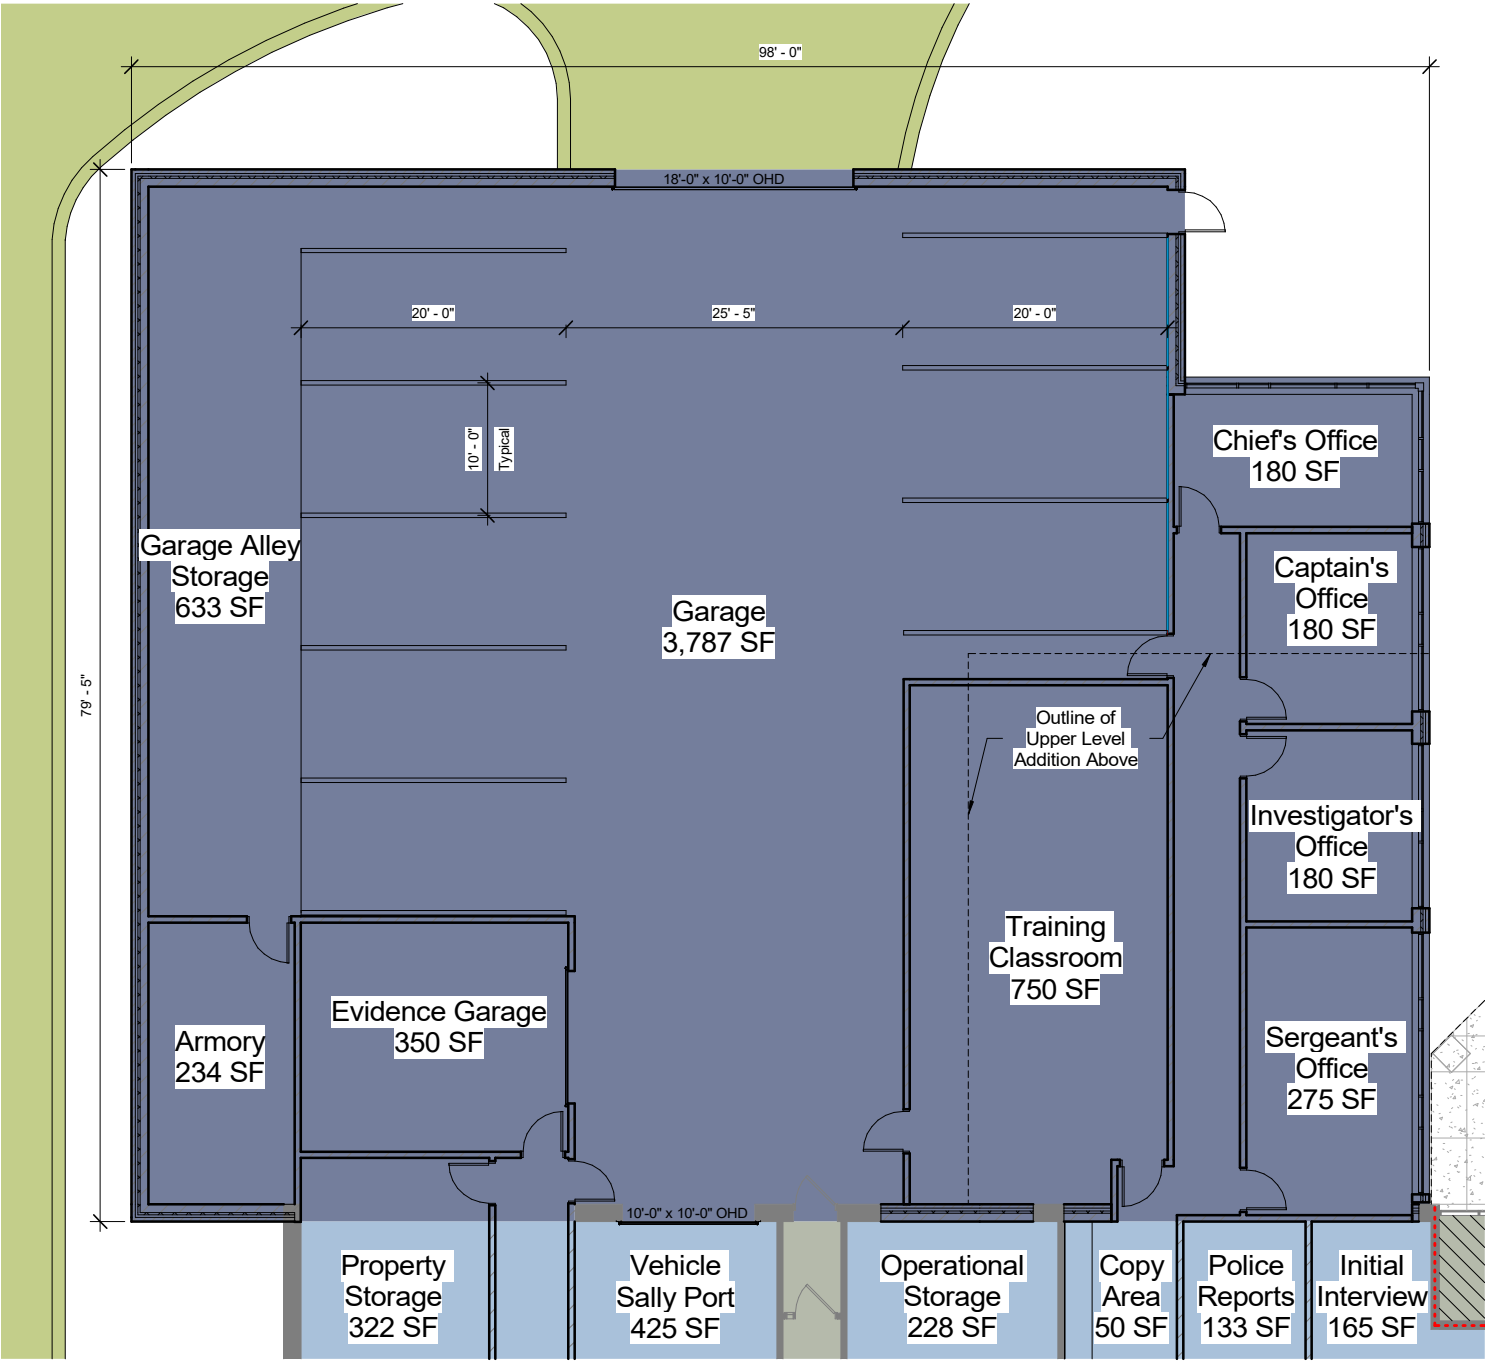 98' - 0"
18'-0" x 10'-0" OHD
20' - 0"
25' - 5"
20' - 0"
10' - 0"
Typical
79' - 5"
Chief's Office
180 SF
Garage Alley
Storage
633 SF
Captain's
Office
180 SF
Garage
3,787 SF
Outline of
Upper Level
Addition Above
Investigator's
Office
180 SF
Training
Classroom
750 SF
Evidence Garage
350 SF
Armory
234 SF
Sergeant's
Office
275 SF
10'-0" x 10'-0" OHD
Property
Storage
322 SF
Vehicle
Sally Port
425 SF
Operational
Storage
228 SF
Copy
Area
50 SF
Police
Reports
133 SF
Initial
Interview
165 SF